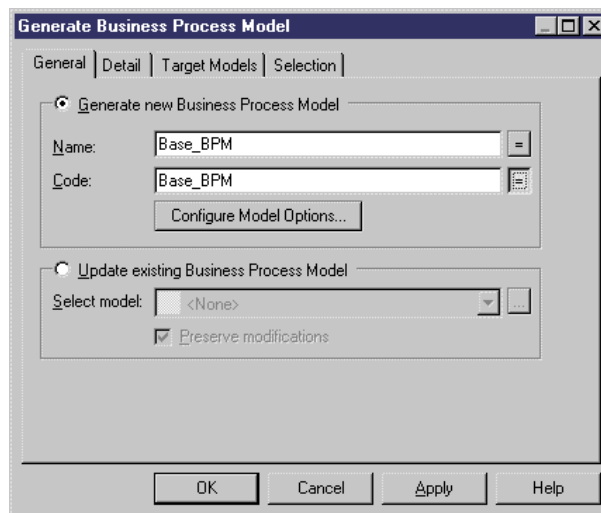 Generate Business Process Model
General Detail Target Models Selection
Generate new Business Process Model
Name: Base_BPM =
Code: Base_BPM =
Configure Model Options...
Update existing Business Process Model
Select model: <None> ...
Preserve modifications
OK Cancel Apply Help